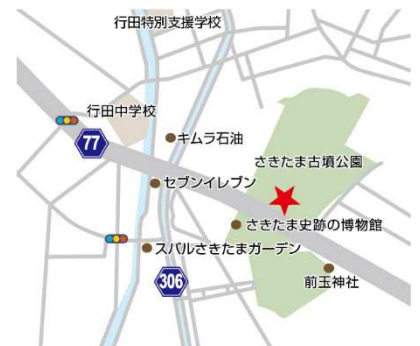 行田特別支援学校
行田中学校
77
キムラ石油
さきたま古墳公園
セブンイレブン
さきたま史跡の博物館
スバルさきたまガーデン
306
前玉神社